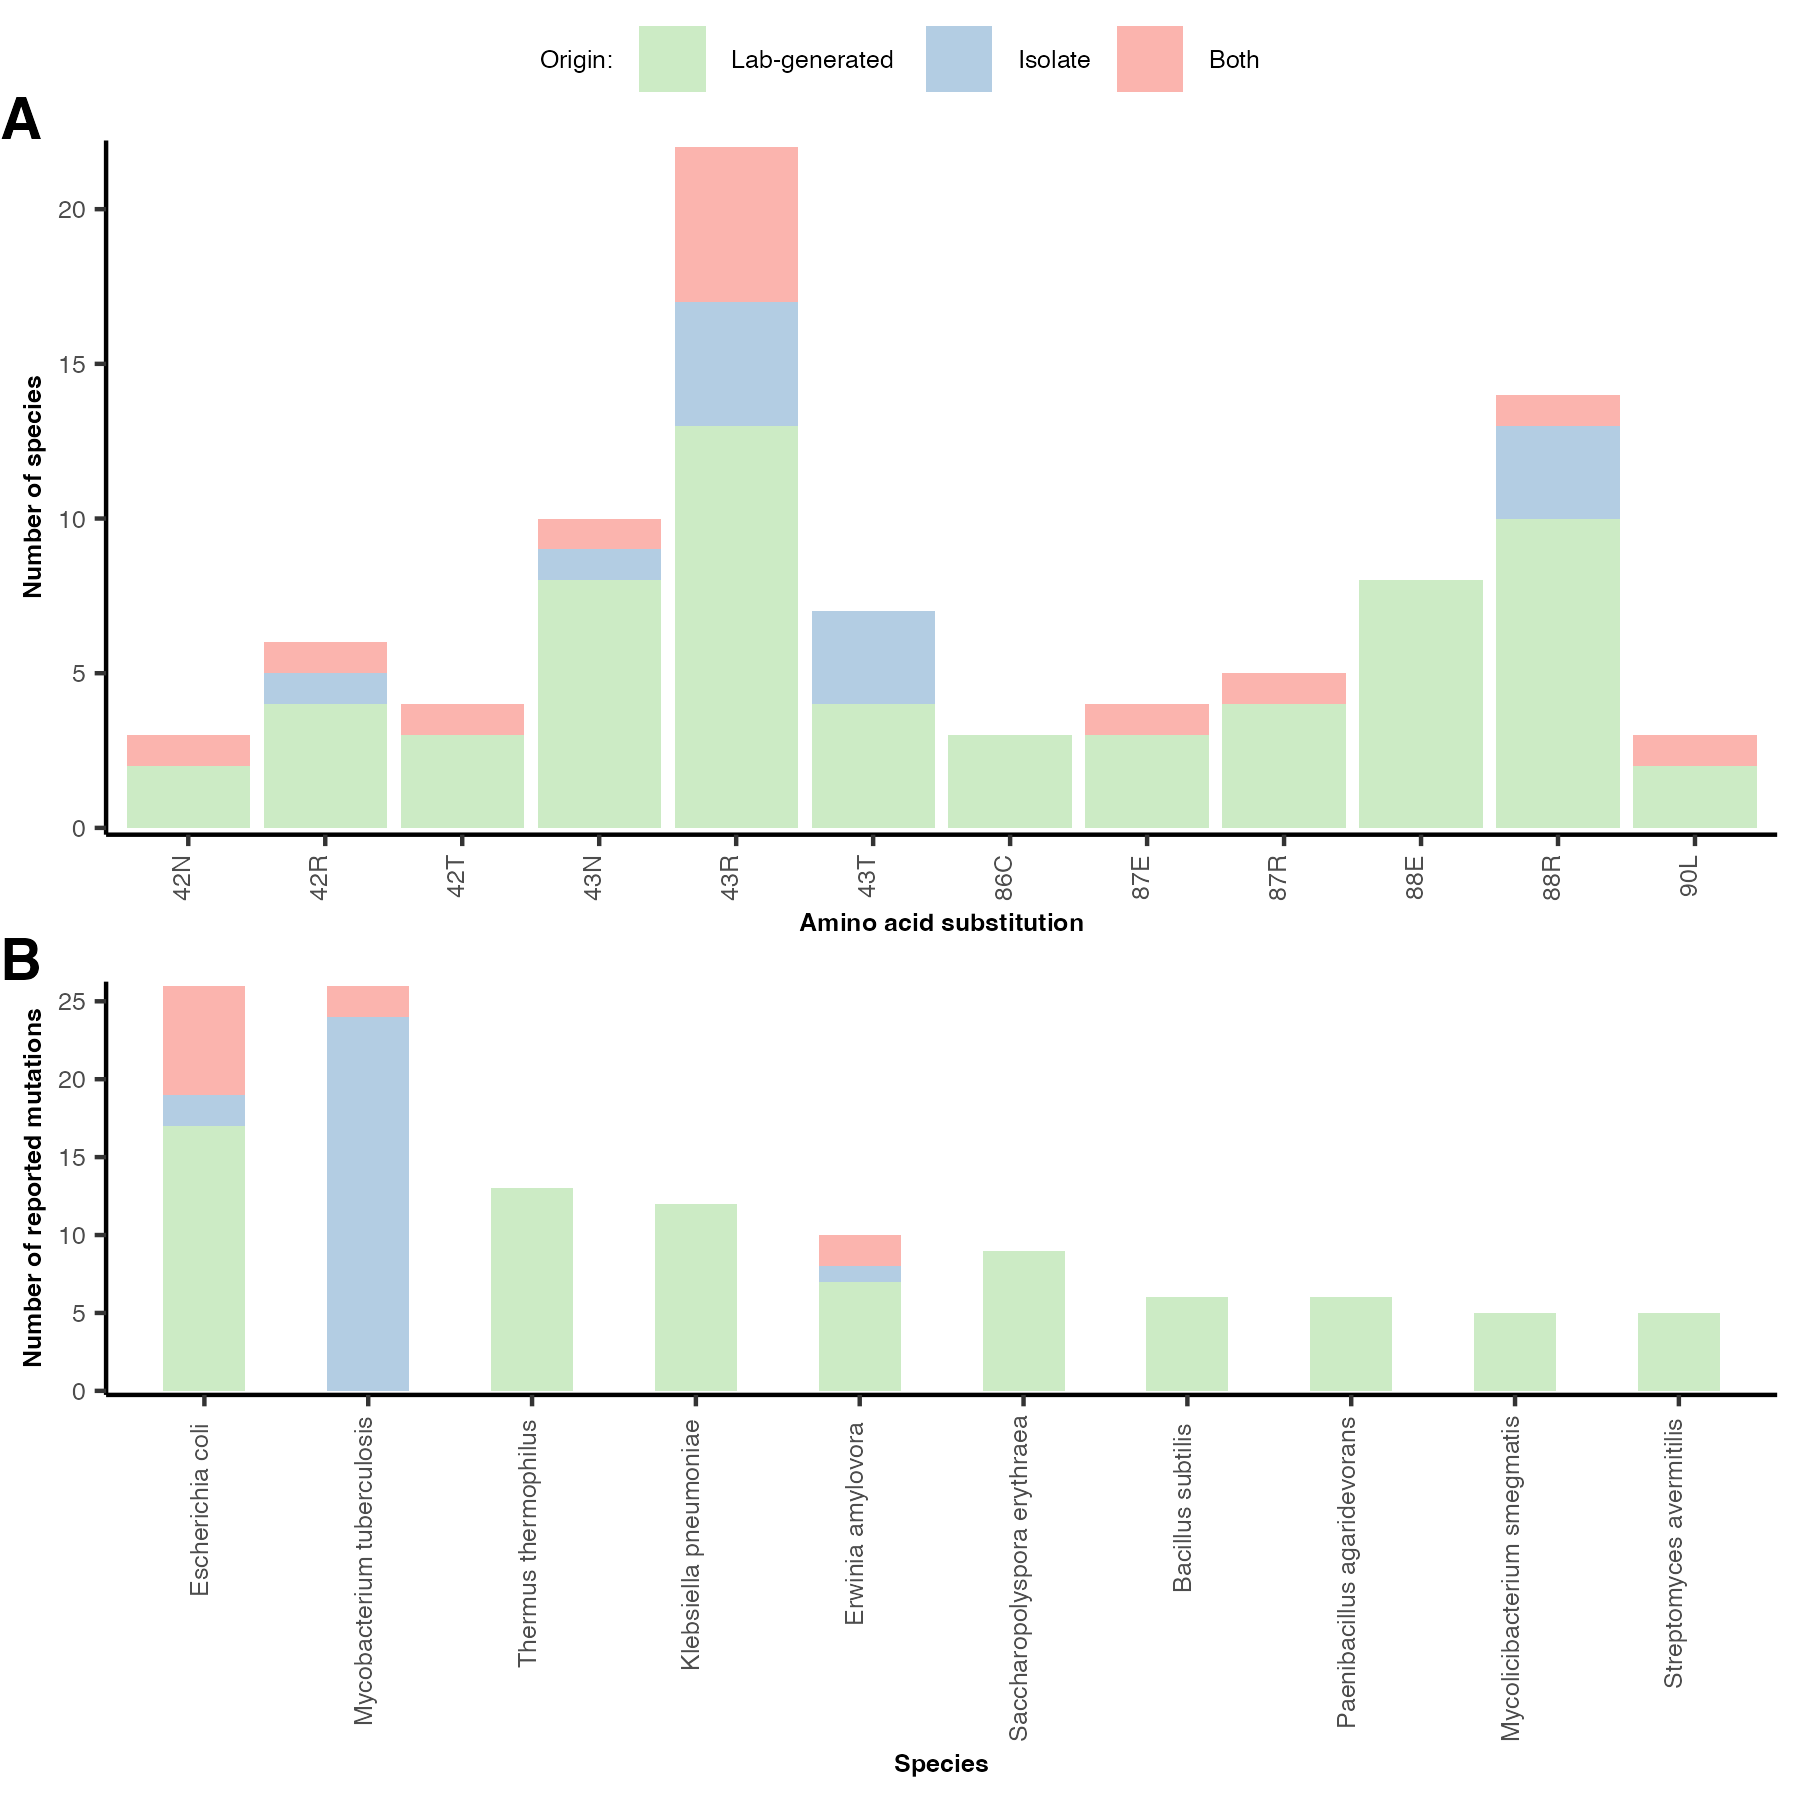 Origin: Lab-generated Isolate Both
A
Number of species
20
15
10
5
0
42N 42R 42T 43N 43R 43T 86C 87E 87R 88E 88R 90L
Amino acid substitution
B
Number of reported mutations
25
20
15
10
5
0
Escherichia coli
Mycobacterium tuberculosis
Thermus thermophilus
Klebsiella pneumoniae
Erwinia amylovora
Saccharopolyspora erythraea
Bacillus subtilis
Paenibacillus agaridevorans
Mycolicibacterium smegmatis
Streptomyces avermitilis
Species